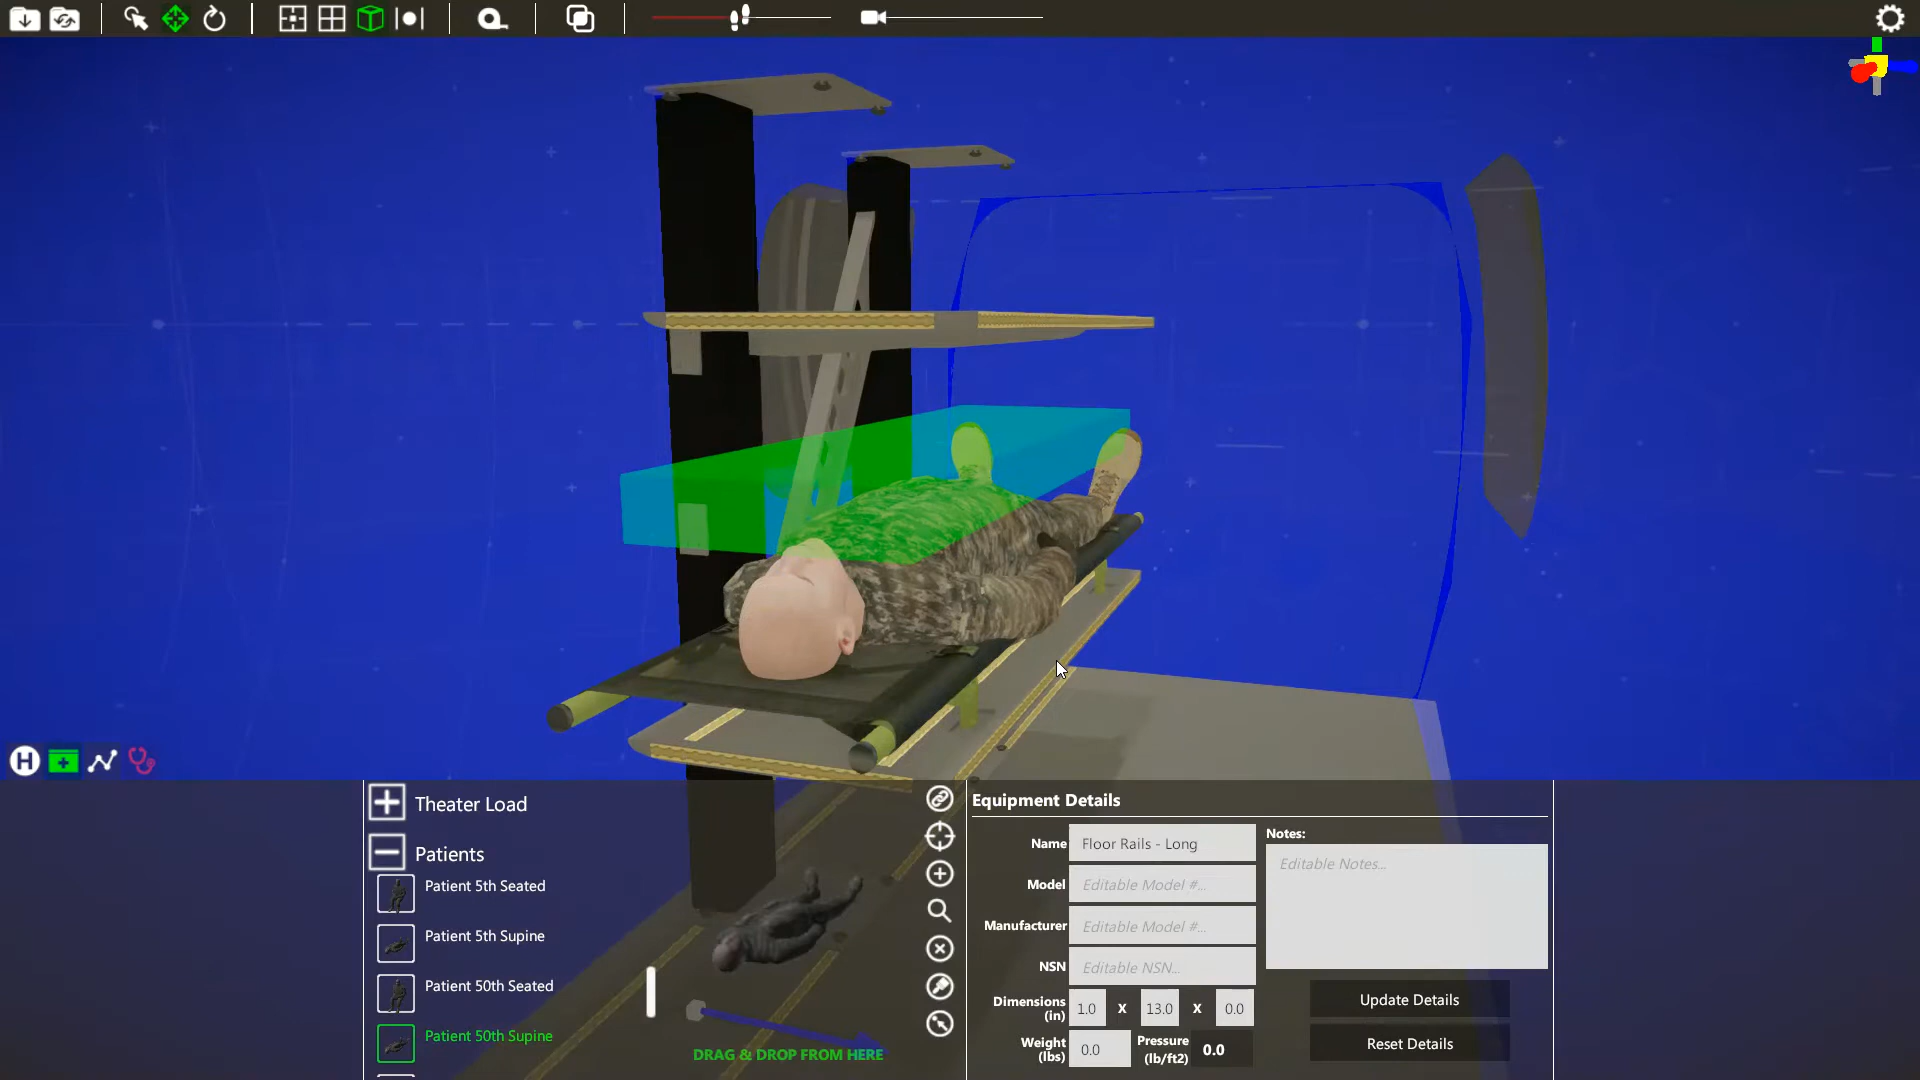 H
Theater Load
Patients
Patient 5th Seated
Patient 5th Supine
Patient 50th Seated
Patient 50th Supine
DRAG & DROP FROM HERE
Equipment Details
Name Floor Rails - Long
Model Editable Model #...
Manufacturer Editable Model #...
NSN Editable NSN...
Dimensions (in) 1.0 X 13.0 X 0.0
Weight (lbs) 0.0 Pressure (lb/ft2) 0.0
Notes:
Editable Notes...
Update Details
Reset Details